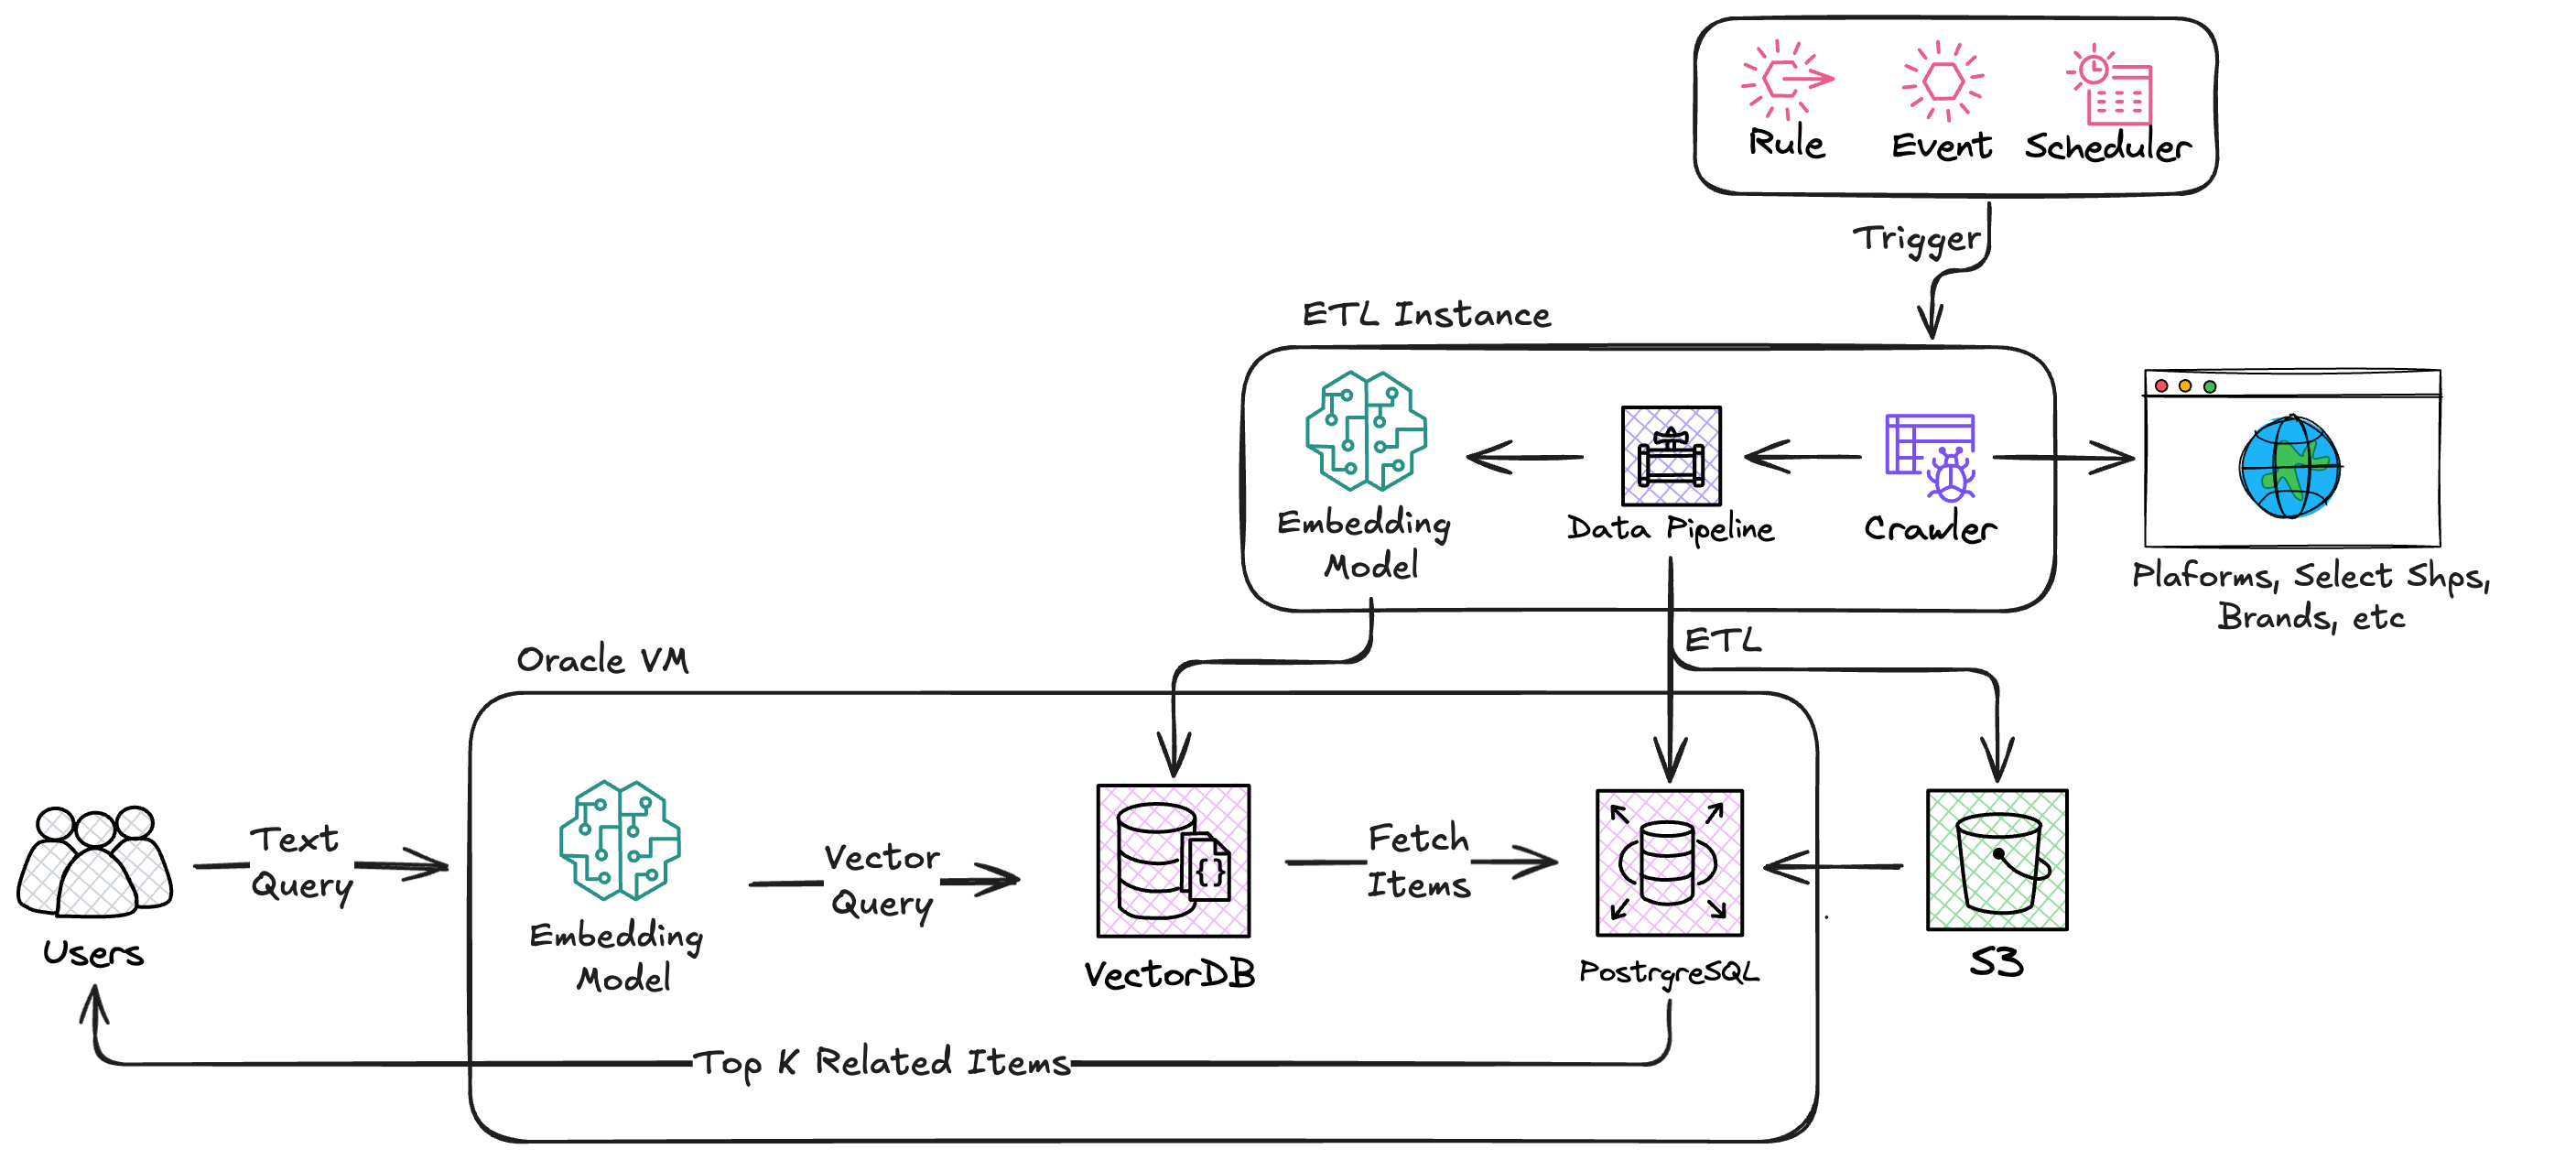 Rule
Event
Scheduler
Trigger
ETL Instance
Embedding
Model
Data Pipeline
Crawler
Plaforms, Select Shps,
Brands, etc
ETL
Oracle VM
Users
Text
Query
Embedding
Model
Vector
Query
VectorDB
Fetch
Items
PostrgreSQL
S3
Top K Related Items